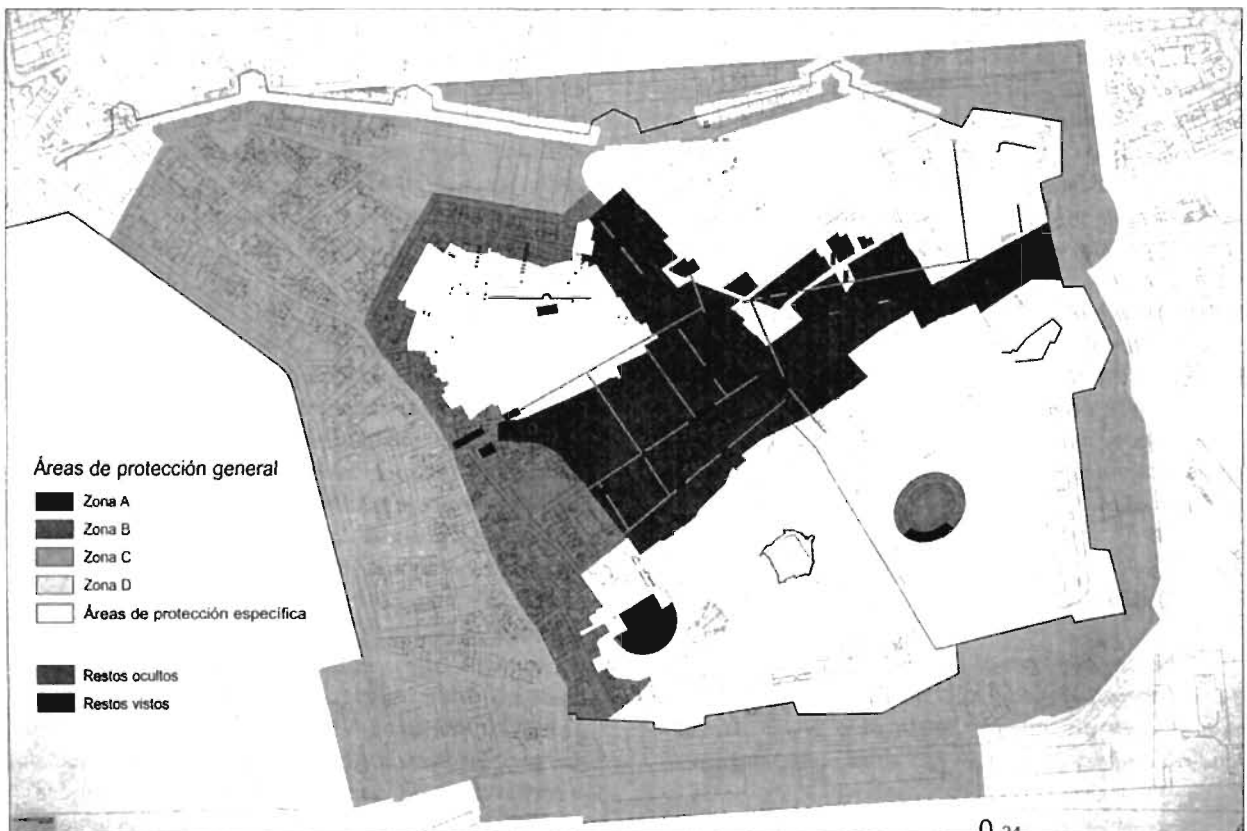 Áreas de protección general
Zona A
Zona B
Zona C
Zona D
Áreas de protección específica
Restos ocultos
Restos vistos